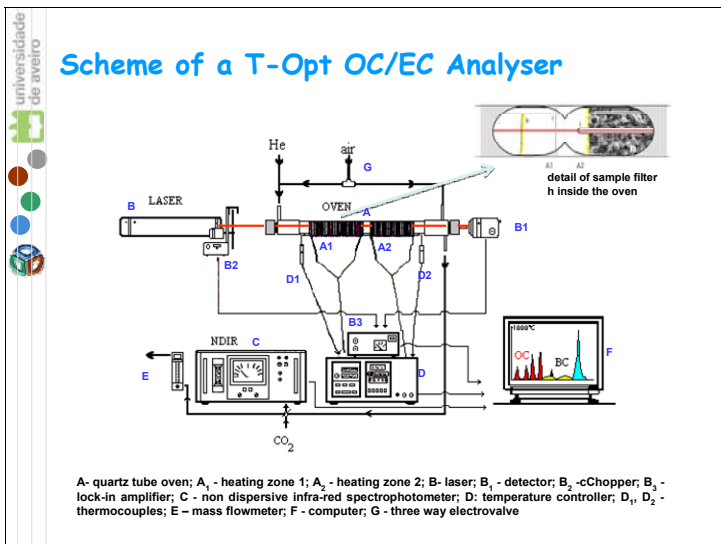 universidade
de aveiro
Scheme of a T-Opt OC/EC Analyser
He
air
G
A1
A2
detail of sample filter
h inside the oven
B
LASER
OVEN
A
B1
A1
A2
B2
D1
D2
B3
NDIR
C
D
E
1000℃
OC
BC
F
CO2
A- quartz tube oven; A1 - heating zone 1; A2 - heating zone 2; B- laser; B1 - detector; B2 -cChopper; B3 -
lock-in amplifier; C - non dispersive infra-red spectrophotometer; D: temperature controller; D1, D2 -
thermocouples; E – mass flowmeter; F - computer; G - three way electrovalve